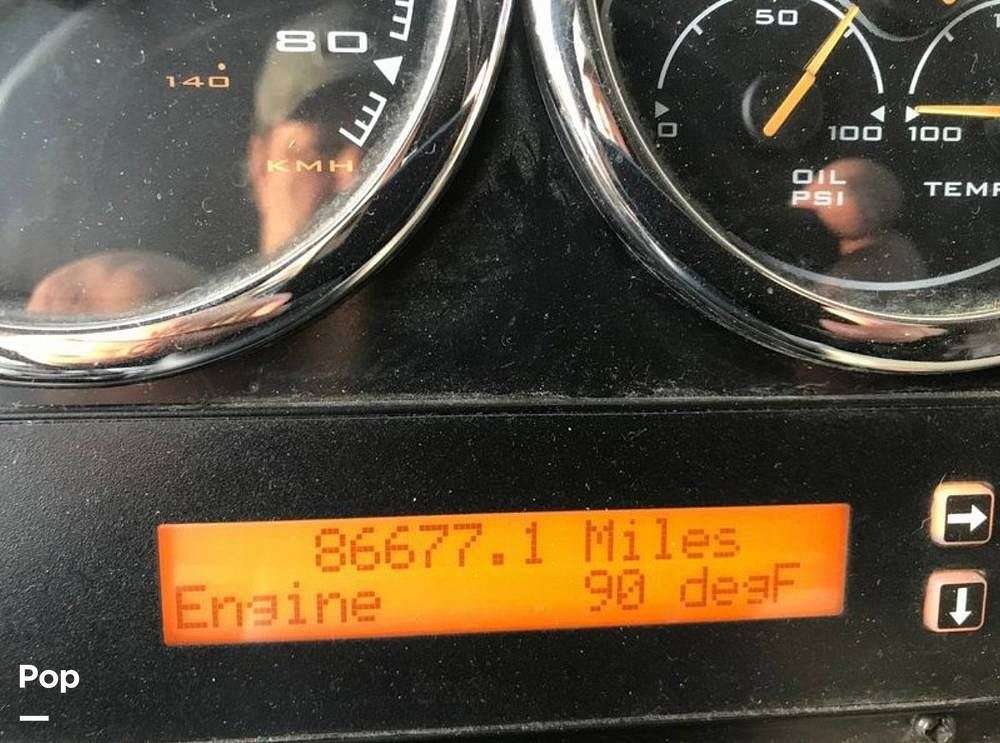 80
140
KMH
50
0
100
100
OIL
PSI
TEMP
86677.1 Miles
Engine 90 degF
Pop